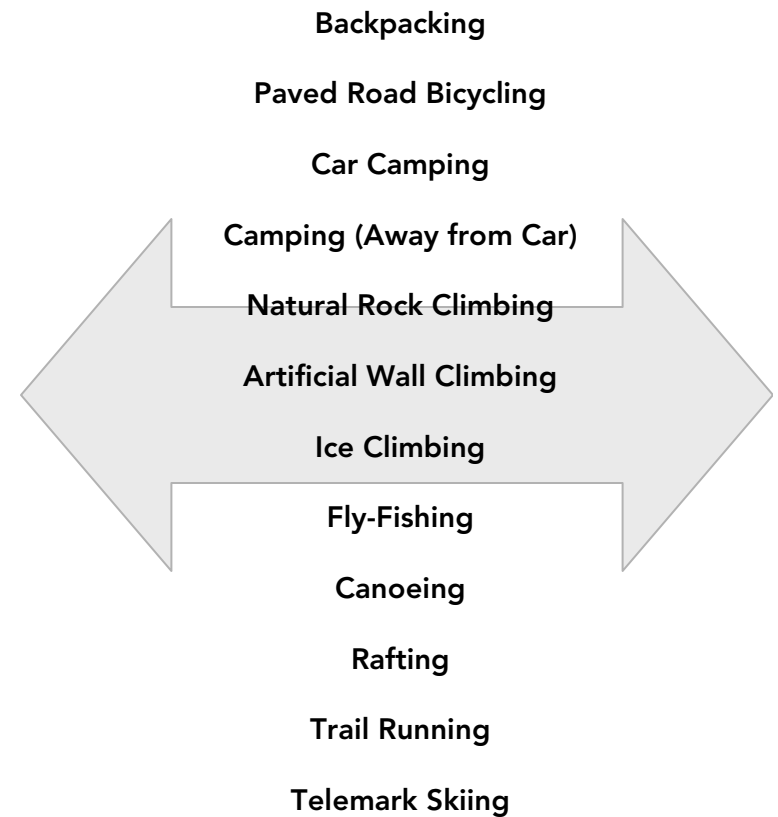 Backpacking
Paved Road Bicycling
Car Camping
Camping (Away from Car)
Natural Rock Climbing
Artificial Wall Climbing
Ice Climbing
Fly-Fishing
Canoeing
Rafting
Trail Running
Telemark Skiing